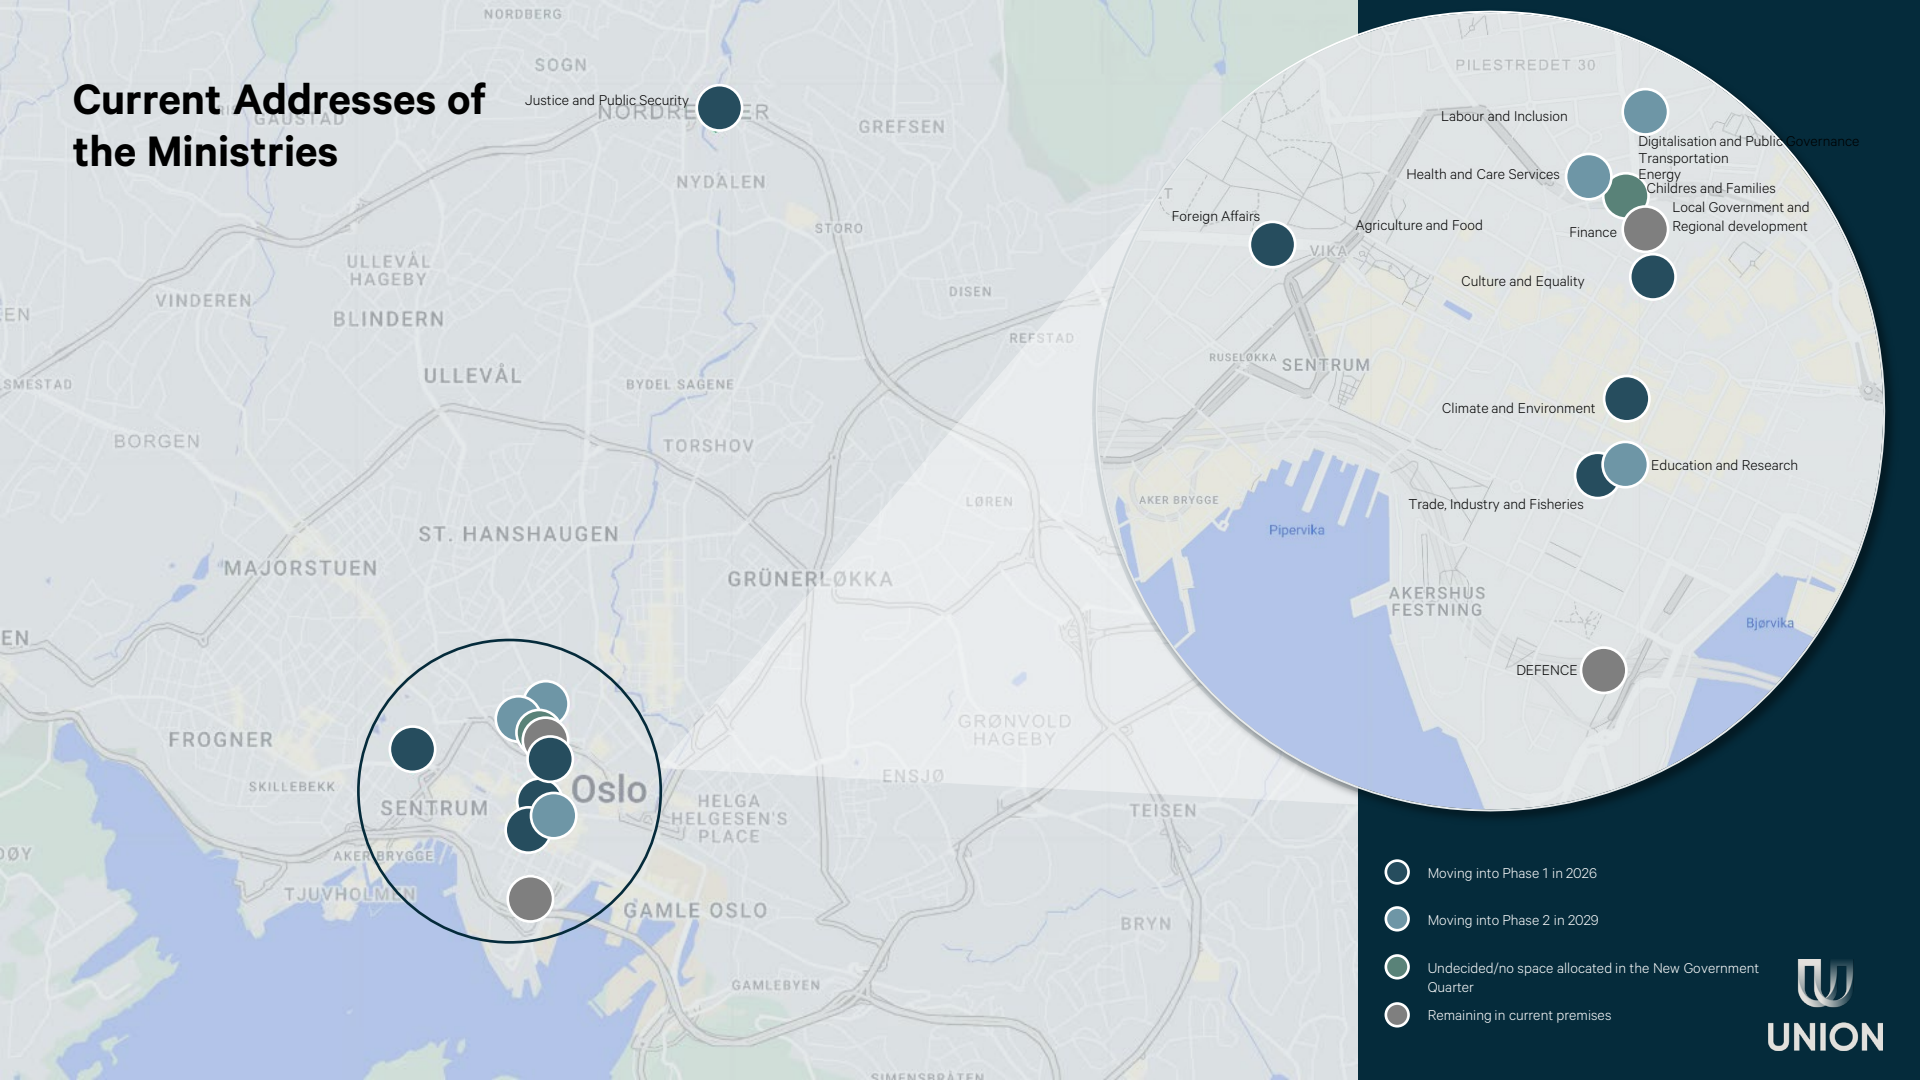 Current Addresses of
the Ministries
NORDBERG
SOGN
Justice and Public Security
GAUSTAD
GREFSEN
NYDALEN
STORO
ULLEVÅL
HAGEBY
VINDEREN
BLINDERN
DISEN
REFSTAD
ULLEVÅL
SMESTAD
BYDEL SAGENE
BORGEN
TORSHOV
LØREN
ST. HANSHAUGEN
MAJORSTUEN
GRÜNERLØKKA
FROGNER
GRØNVOLD
HAGEBY
SKILLEBEKK
SENTRUM
Oslo
ENSJØ
HELGA
HELGESEN'S
PLACE
TEISEN
AKER BRYGGE
TJUVHOLMEN
GAMLE OSLO
BRYN
GAMLEBYEN
SIMENSBRÅTEN
PILESTREDET 30
Labour and Inclusion
Digitalisation and Public Governance
Transportation
Energy
Health and Care Services
Childres and Families
Local Government and
Regional development
Foreign Affairs
Agriculture and Food
Finance
VIKA
Culture and Equality
RUSELØKKA
SENTRUM
Climate and Environment
Education and Research
AKER BRYGGE
Trade, Industry and Fisheries
Pipervika
AKERSHUS
FESTNING
Bjørvika
DEFENCE
Moving into Phase 1 in 2026
Moving into Phase 2 in 2029
Undecided/no space allocated in the New Government
Quarter
Remaining in current premises
UNION